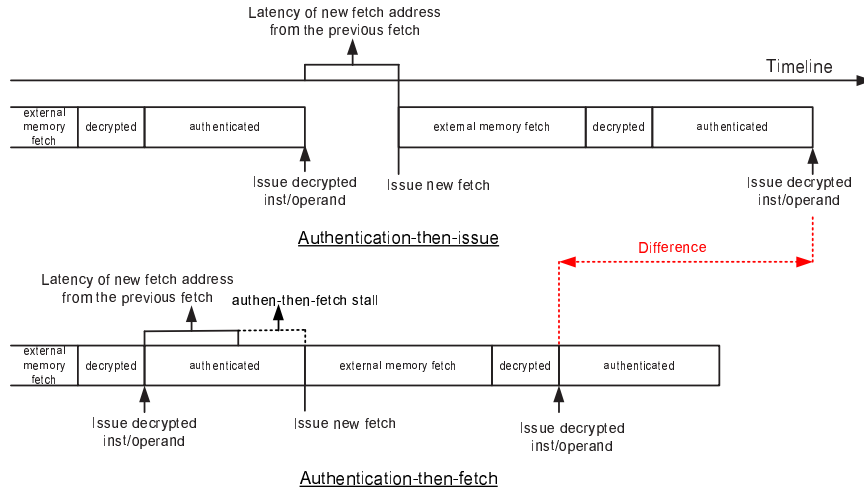 Latency of new fetch address
from the previous fetch
Timeline
external
memory
fetch
decrypted
authenticated
external memory fetch
decrypted
authenticated
Issue decrypted
inst/operand
Issue new fetch
Issue decrypted
inst/operand
Authentication-then-issue
Difference
Latency of new fetch address
from the previous fetch
authen-then-fetch stall
external
memory
fetch
decrypted
authenticated
external memory fetch
decrypted
authenticated
Issue decrypted
inst/operand
Issue new fetch
Issue decrypted
inst/operand
Authentication-then-fetch